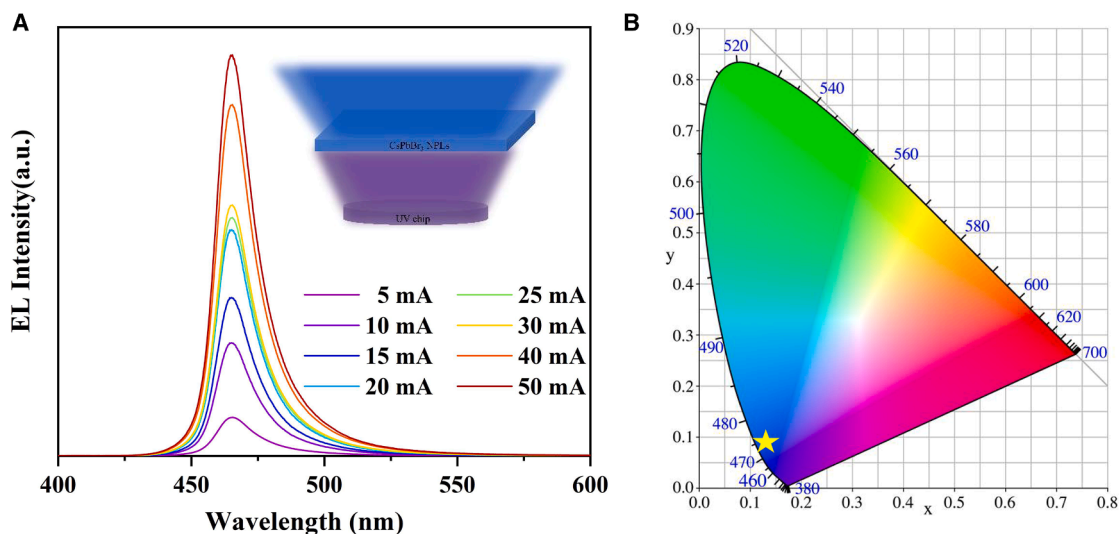 A
EL Intensity(a.u.)
CsPbBr3 NPLs
UV chip
5 mA
25 mA
10 mA
30 mA
15 mA
40 mA
20 mA
50 mA
400
450
500
550
600
Wavelength (nm)
B
0.9
0.8
0.7
0.6
0.5
0.4
0.3
0.2
0.1
0.0
y
520
540
560
500
580
600
620
490
700
480
470
460
380
0.0
0.1
0.2
0.3
0.4
0.5
0.6
0.7
0.8
x